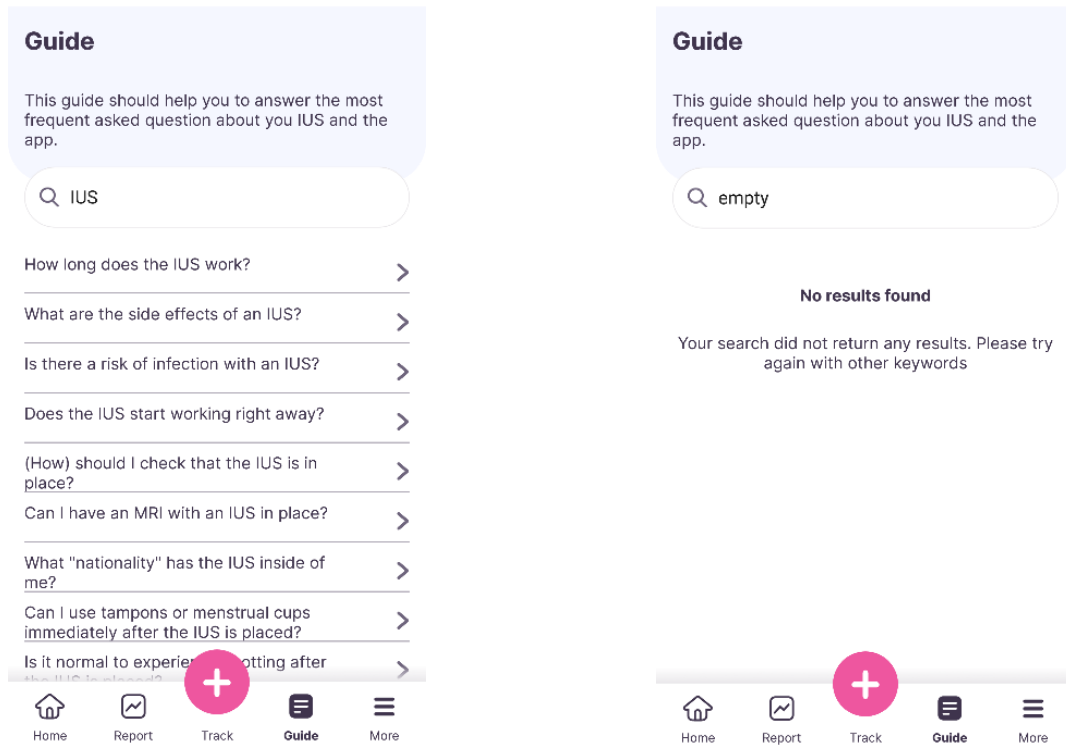 Guide
This guide should help you to answer the most
frequent asked question about you IUS and the
app.
IUS
How long does the IUS work?
What are the side effects of an IUS?
Is there a risk of infection with an IUS?
Does the IUS start working right away?
(How) should I check that the IUS is in
place?
Can I have an MRI with an IUS in place?
What "nationality" has the IUS inside of
me?
Can I use tampons or menstrual cups
immediately after the IUS is placed?
Is it normal to experien otting after
the IUS is placed?
Home
Report
Track
Guide
More
Guide
This guide should help you to answer the most
frequent asked question about you IUS and the
app.
empty
No results found
Your search did not return any results. Please try
again with other keywords
Home
Report
Track
Guide
More